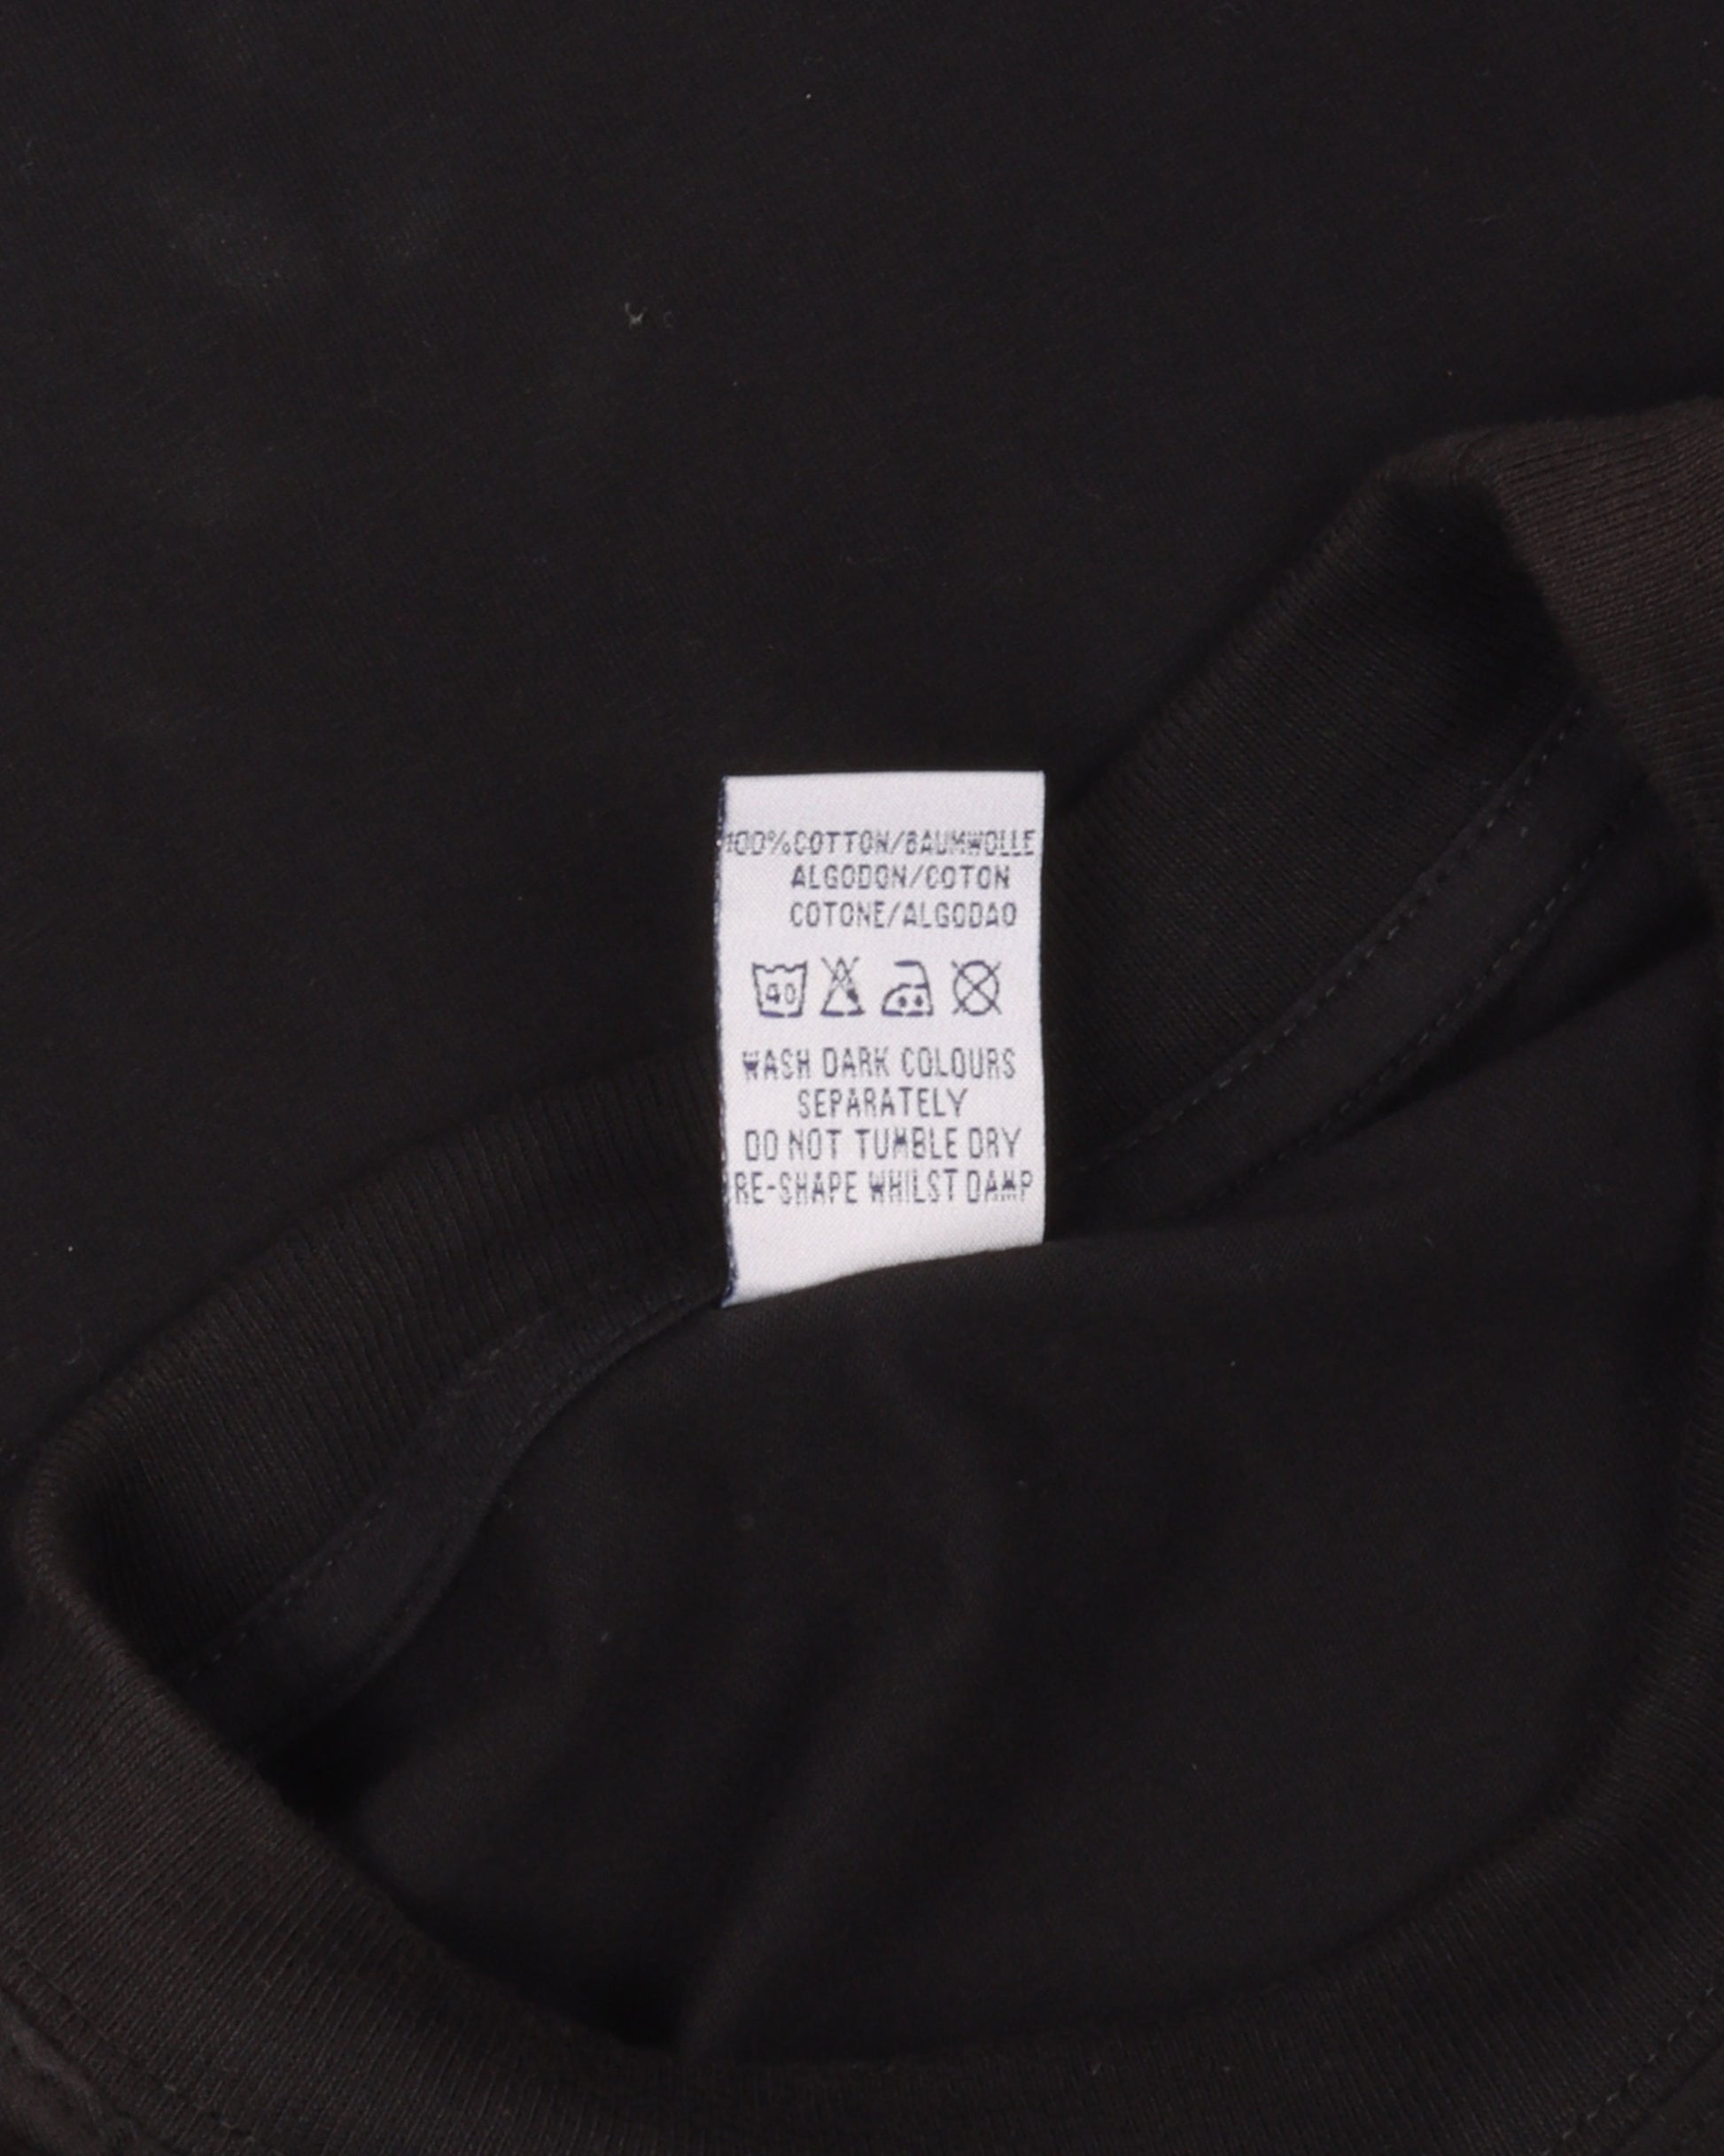 100%COTTON/BAUMWOLLE
ALGODON/COTON
COTONE/ALGODAO
40
WASH DARK COLOURS
SEPARATELY
DO NOT TUMBLE DRY
RE-SHAPE WHILST DAMP